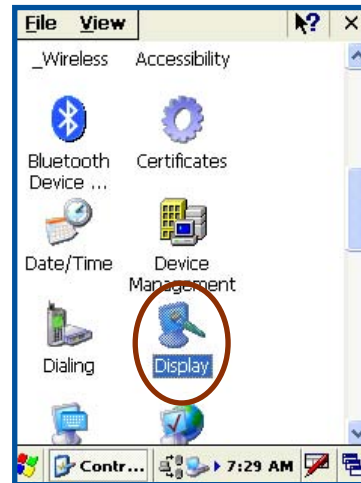 File View ? ×
_Wireless Accessibility
Bluetooth Device ...
Certificates
Date/Time
Device Management
Dialing
Display
Contr... 7:29 AM